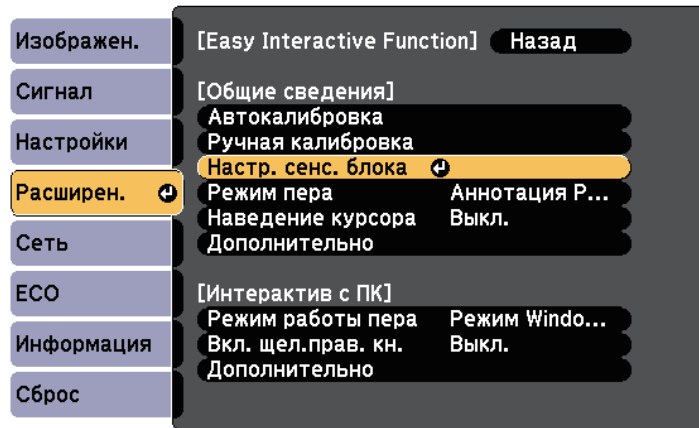 Изображен.
Сигнал
Настройки
Расширен.
Сеть
ECO
Информация
Сброс
[Easy Interactive Function] Назад
[Общие сведения]
Автокалибровка
Ручная калибровка
Настр. сенс. блока
Режим пера Аннотация P...
Наведение курсора Выкл.
Дополнительно
[Интерактив с ПК]
Режим работы пера Режим Windo...
Вкл. щел.прав. кн. Выкл.
Дополнительно